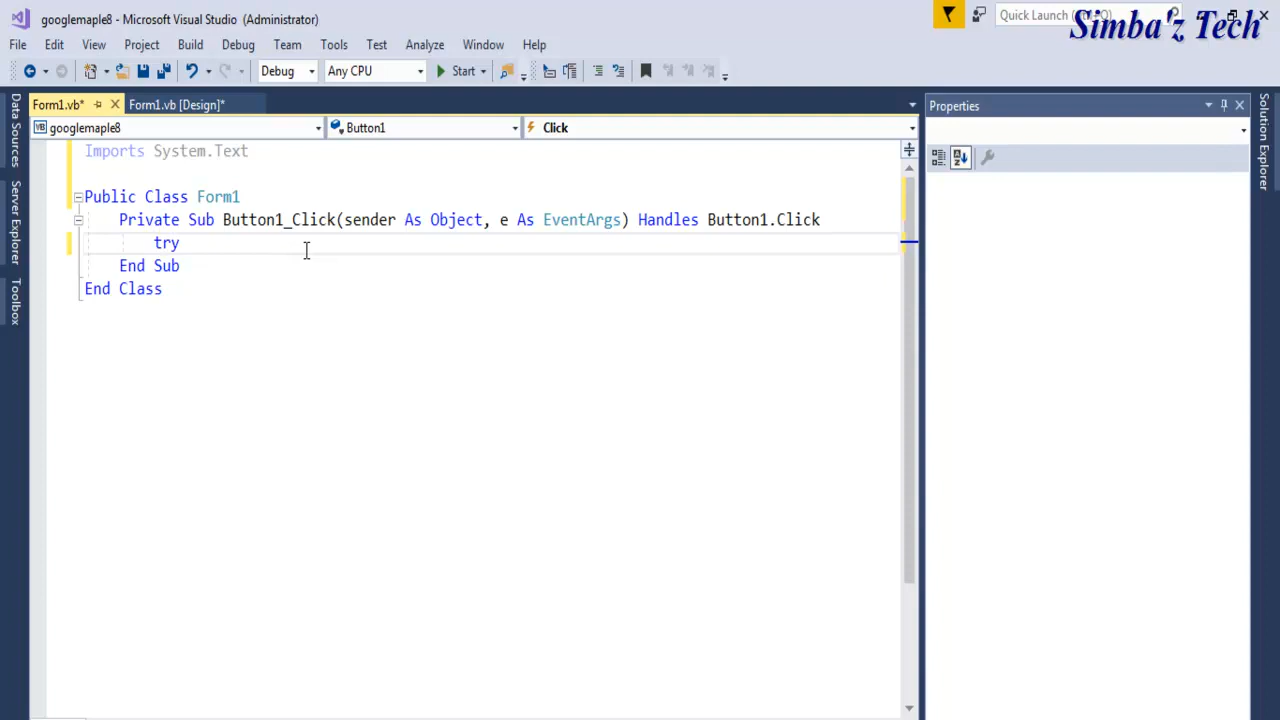 googlemaple8 - Microsoft Visual Studio (Administrator)
Quick Launch (Ctrl+Q)
Simba'z Tech
File Edit View Project Build Debug Team Tools Test Analyze Window Help
Debug Any CPU Start
Form1.vb* Form1.vb [Design]*
Properties
googlemaple8 Button1 Click
Data Sources
Server Explorer
Toolbox
Imports System.Text
Public Class Form1
Private Sub Button1_Click(sender As Object, e As EventArgs) Handles Button1.Click
try
End Sub
End Class
Solution Explorer